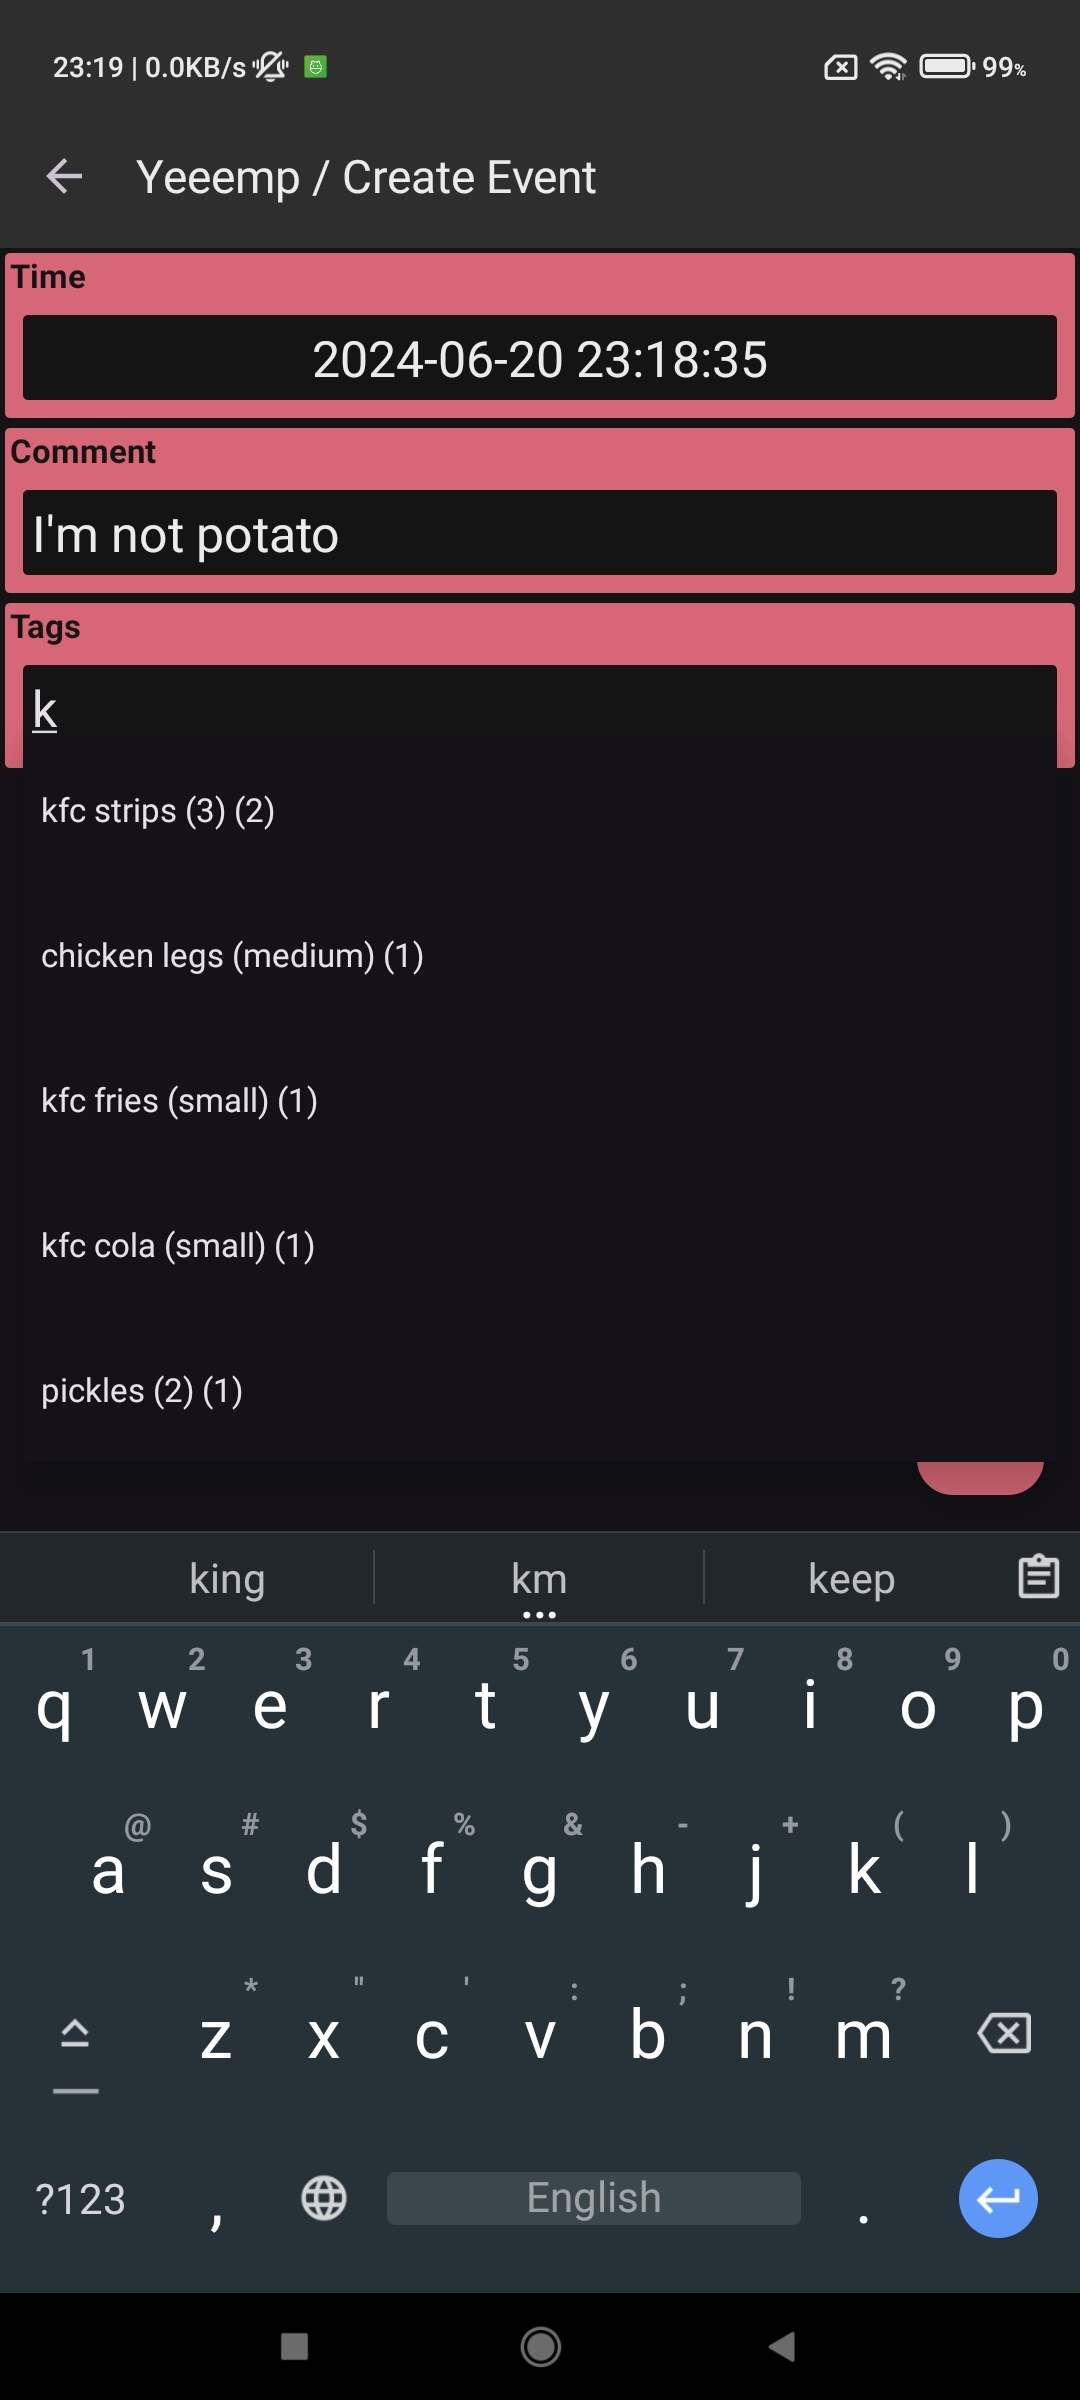 23:19 | 0.0KB/s 99%
Yeeemp / Create Event
Time
2024-06-20 23:18:35
Comment
I'm not potato
Tags
k
kfc strips (3) (2)
chicken legs (medium) (1)
kfc fries (small) (1)
kfc cola (small) (1)
pickles (2) (1)
king km keep
1 2 3 4 5 6 7 8 9 0
q w e r t y u i o p
@ # $ % & - + ( )
a s d f g h j k l
* " ' : ; ! ?
z x c v b n m
?123 , English .